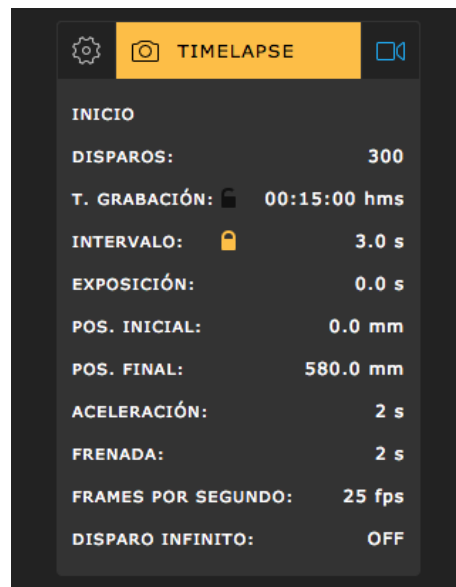 TIMELAPSE
INICIO
DISPAROS: 300
T. GRABACIÓN: 00:15:00 hms
INTERVALO: 3.0 s
EXPOSICIÓN: 0.0 s
POS. INICIAL: 0.0 mm
POS. FINAL: 580.0 mm
ACELERACIÓN: 2 s
FRENADA: 2 s
FRAMES POR SEGUNDO: 25 fps
DISPARO INFINITO: OFF